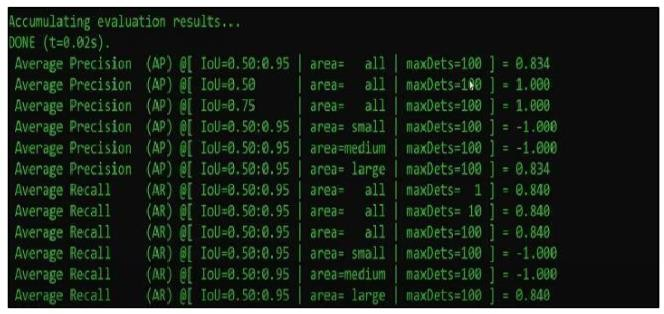 Accumulating evaluation results...
DONE (t=0.02s).
Average Precision (AP) @[ IoU=0.50:0.95 | area= all | maxDets=100 ] = 0.834
Average Precision (AP) @[ IoU=0.50 | area= all | maxDets=100 ] = 1.000
Average Precision (AP) @[ IoU=0.75 | area= all | maxDets=100 ] = 1.000
Average Precision (AP) @[ IoU=0.50:0.95 | area= small | maxDets=100 ] = -1.000
Average Precision (AP) @[ IoU=0.50:0.95 | area=medium | maxDets=100 ] = -1.000
Average Precision (AP) @[ IoU=0.50:0.95 | area= large | maxDets=100 ] = 0.834
Average Recall (AR) @[ IoU=0.50:0.95 | area= all | maxDets= 1 ] = 0.840
Average Recall (AR) @[ IoU=0.50:0.95 | area= all | maxDets= 10 ] = 0.840
Average Recall (AR) @[ IoU=0.50:0.95 | area= all | maxDets=100 ] = 0.840
Average Recall (AR) @[ IoU=0.50:0.95 | area= small | maxDets=100 ] = -1.000
Average Recall (AR) @[ IoU=0.50:0.95 | area=medium | maxDets=100 ] = -1.000
Average Recall (AR) @[ IoU=0.50:0.95 | area= large | maxDets=100 ] = 0.840